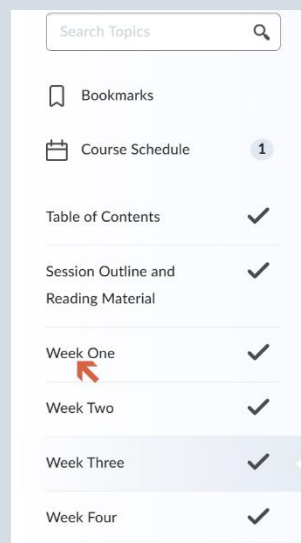 Search Topics
Bookmarks
Course Schedule 1
Table of Contents
Session Outline and
Reading Material
Week One
Week Two
Week Three
Week Four